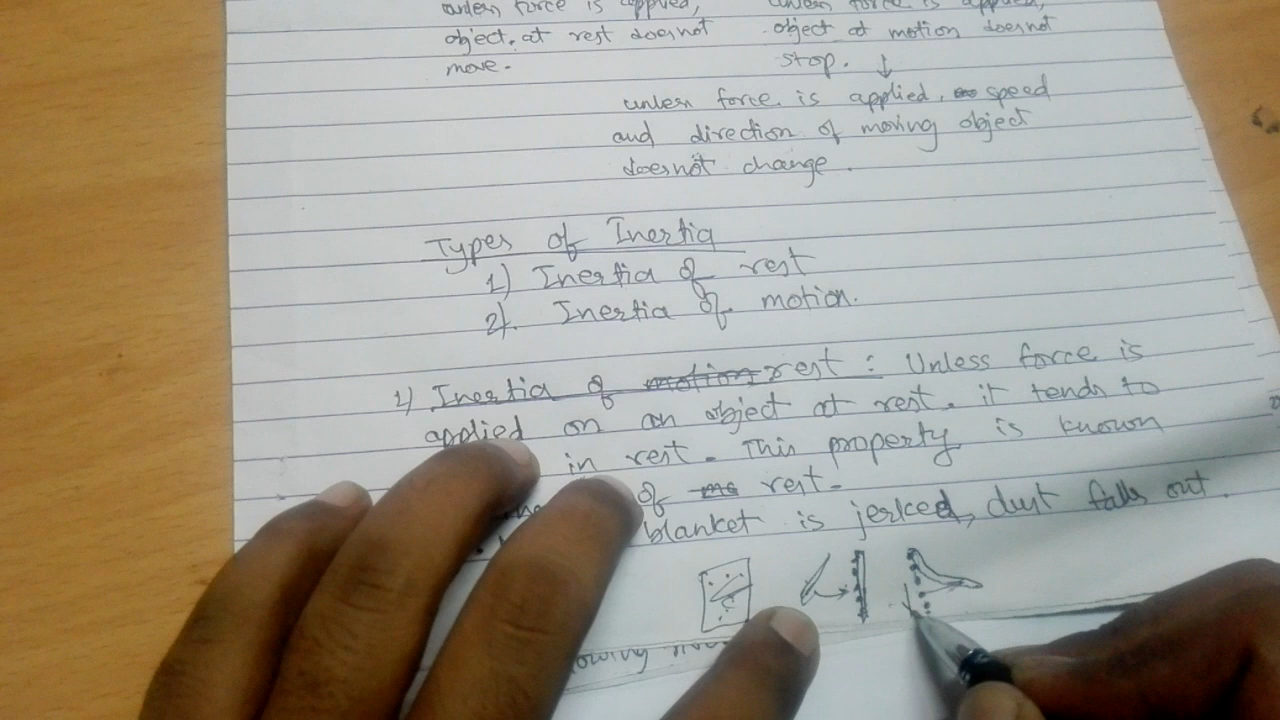 unless force is applied,
object at rest doesnot
move.
unless force is applied,
object at motion doesnot
stop. ↓
unless force is applied, speed
and direction of moving object
doesnot change.
Types of Inertia
1) Inertia of rest
2). Inertia of motion.
1) Inertia of motion rest : Unless force is
applied on an object at rest. it tends to
in rest. This property is known
of rest.
blanket is jerked, dust falls out.